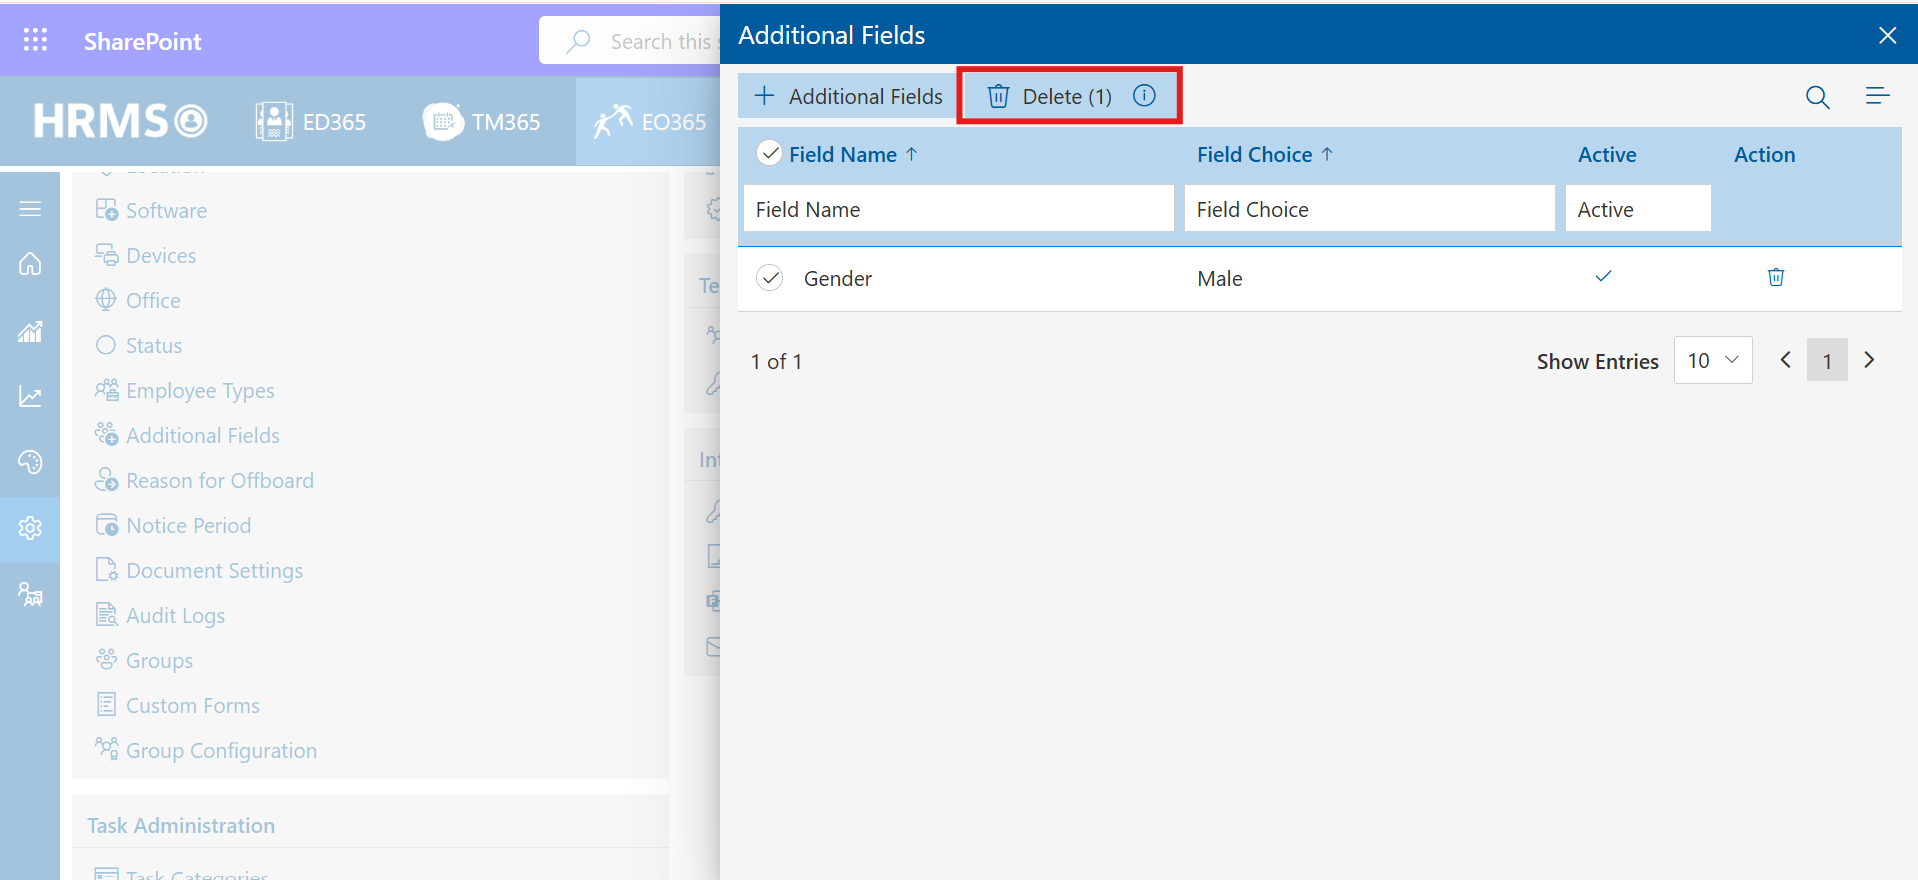 SharePoint
Search this
HRMS
ED365
TM365
EO365
Location
Software
Devices
Office
Status
Employee Types
Additional Fields
Reason for Offboard
Notice Period
Document Settings
Audit Logs
Groups
Custom Forms
Group Configuration
Task Administration
Task Categories
Te
Int
Additional Fields
Additional Fields
Delete (1)
Field Name ↑
Field Choice ↑
Active
Action
Field Name
Field Choice
Active
Gender
Male
1 of 1
Show Entries
10
1